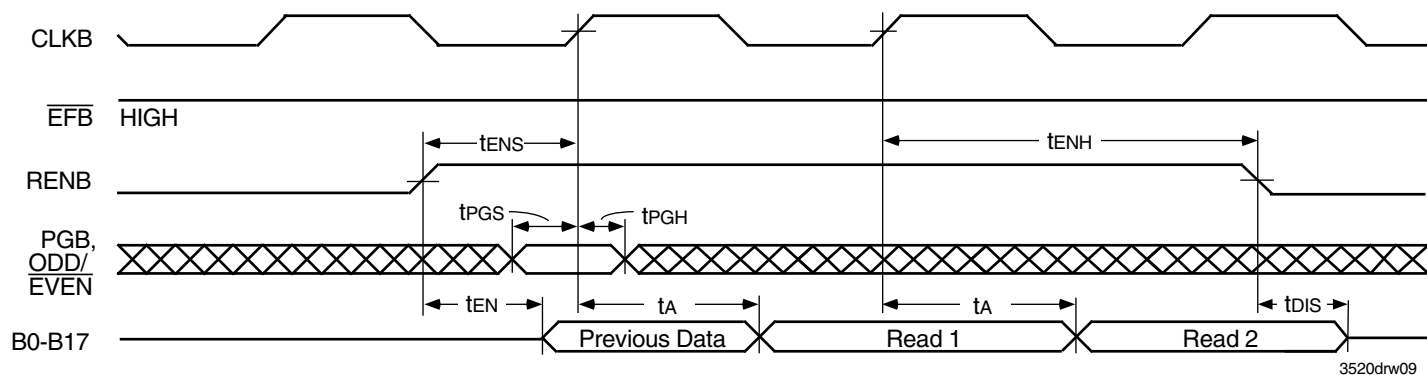 CLKB
EFB HIGH
tENS
tENH
RENB
tPGS
tPGH
PGB,
ODD/
EVEN
tEN
tA
tA
tDIS
B0-B17
Previous Data
Read 1
Read 2
3520drw09